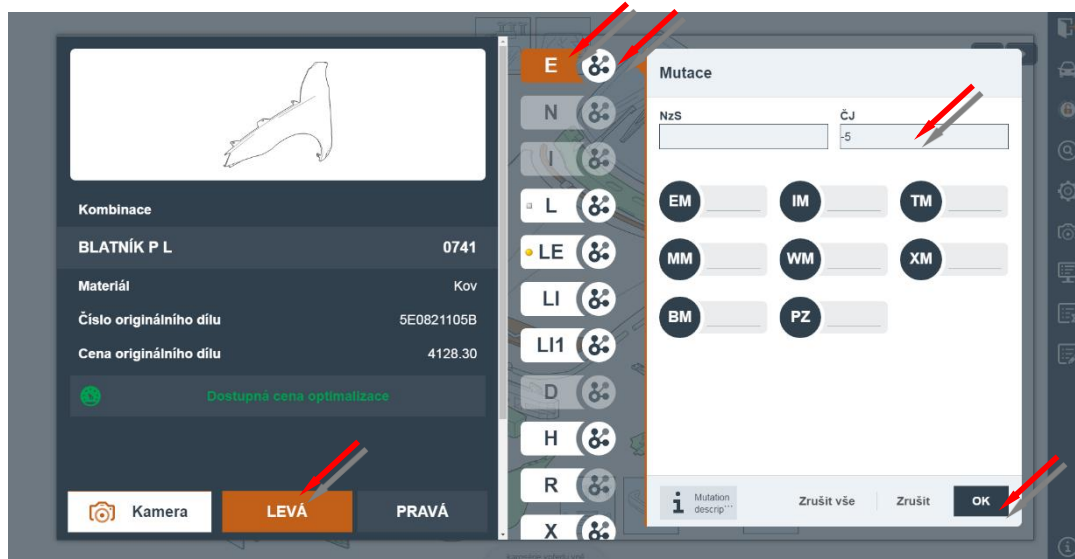 Kombinace
BLATNÍK P L 0741
Materiál Kov
Číslo originálního dílu 5E0821105B
Cena originálního dílu 4128.30
Dostupná cena optimalizace
Kamera LEVÁ PRAVÁ
E
N
I
L
LE
LI
LI1
D
H
R
X
Mutace
NzS ČJ
-5
EM IM TM
MM WM XM
BM PZ
i Mutation descrip... Zrušit vše Zrušit OK